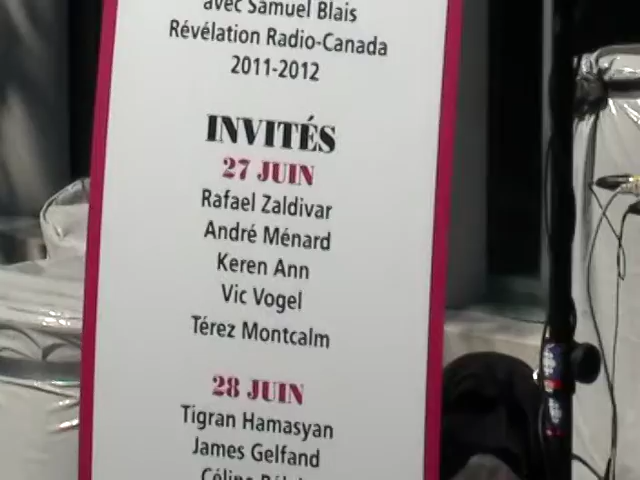 avec Samuel Blais
Révélation Radio-Canada
2011-2012
INVITÉS
27 JUIN
Rafael Zaldivar
André Ménard
Keren Ann
Vic Vogel
Térez Montcalm
28 JUIN
Tigran Hamasyan
James Gelfand
Céline